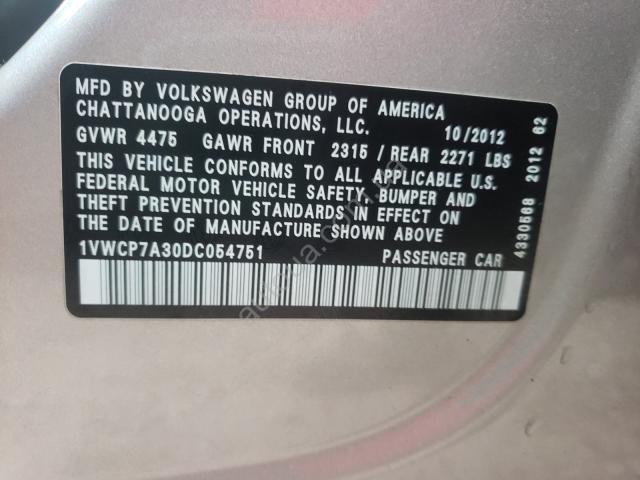 MFD BY VOLKSWAGEN GROUP OF AMERICA
CHATTANOOGA OPERATIONS, LLC. 10/2012
GVWR 4475 GAWR FRONT 2315/REAR 2271 LBS
THIS VEHICLE CONFORMS TO ALL APPLICABLE U.S.
FEDERAL MOTOR VEHICLE SAFETY, BUMPER AND
THEFT PREVENTION STANDARDS IN EFFECT ON
THE DATE OF MANUFACTURE SHOWN ABOVE.
1VWCP7A30DC054751 PASSENGER CAR
4330568 2012 62